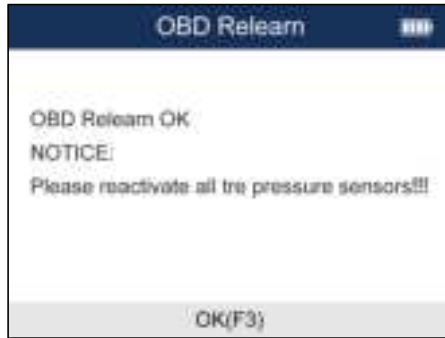 OBD Relearn
OBD Relearn OK
NOTICE:
Please reactivate all tre pressure sensors!!!
OK(F3)